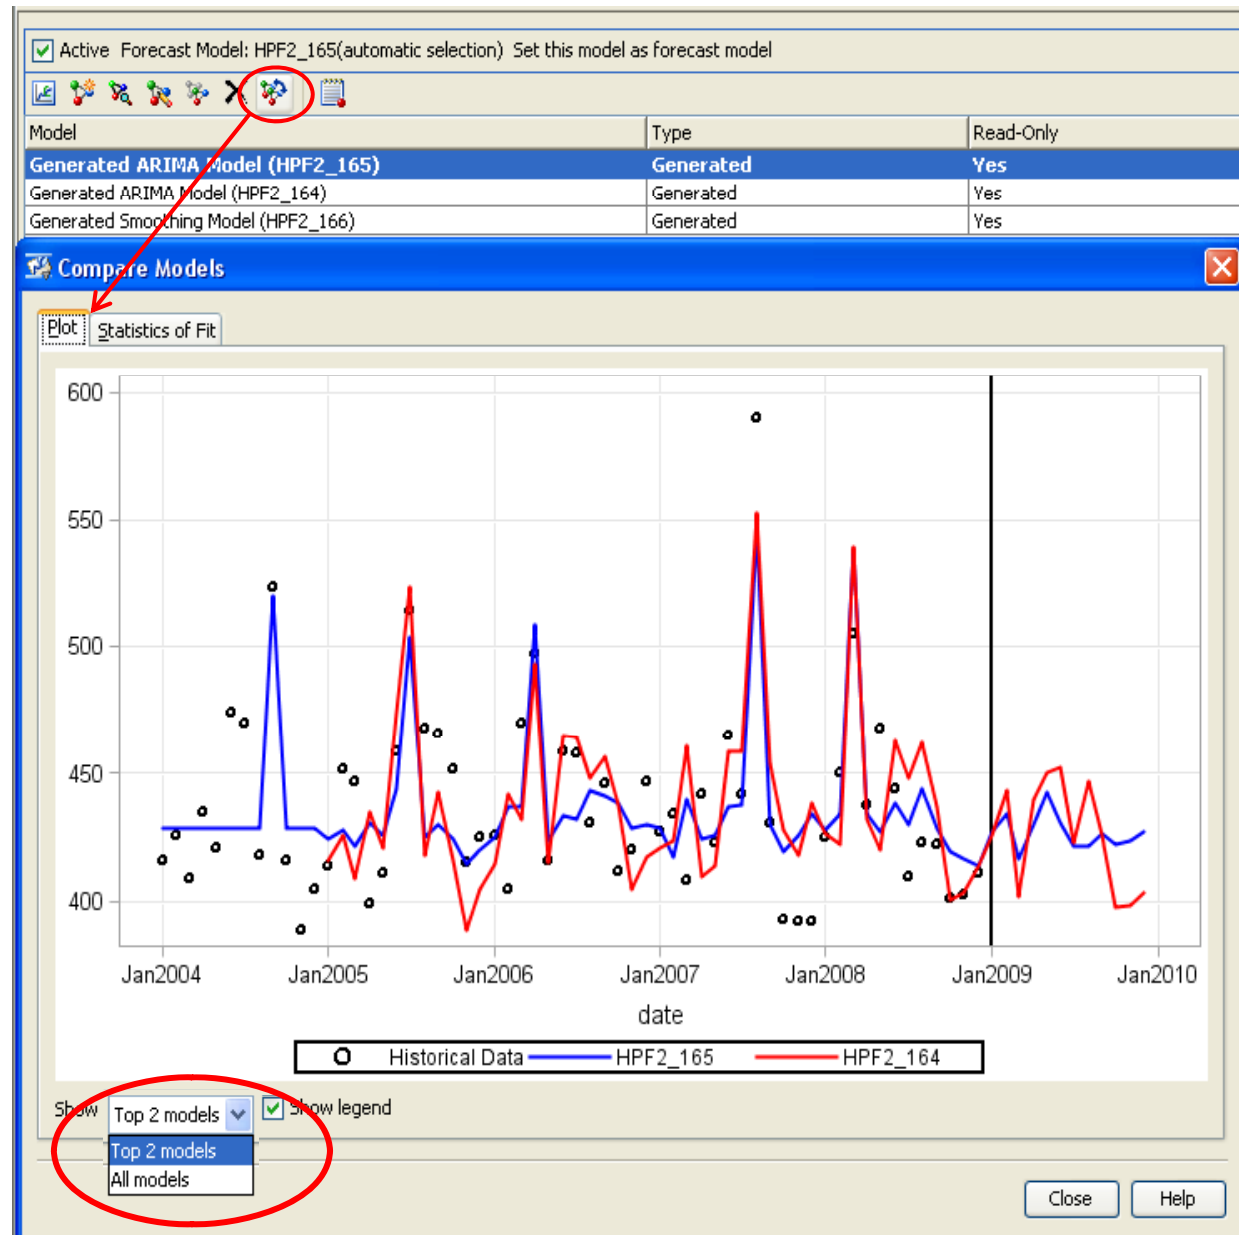 Active Forecast Model: HPF2_165(automatic selection) Set this model as forecast model
Model Type Read-Only
Generated ARIMA Model (HPF2_165) Generated Yes
Generated ARIMA Model (HPF2_164) Generated Yes
Generated Smoothing Model (HPF2_166) Generated Yes
Compare Models
Plot Statistics of Fit
600
550
500
450
400
Jan2004 Jan2005 Jan2006 Jan2007 Jan2008 Jan2009 Jan2010
date
Historical Data HPF2_165 HPF2_164
Show Top 2 models Show legend
Top 2 models
All models
Close Help